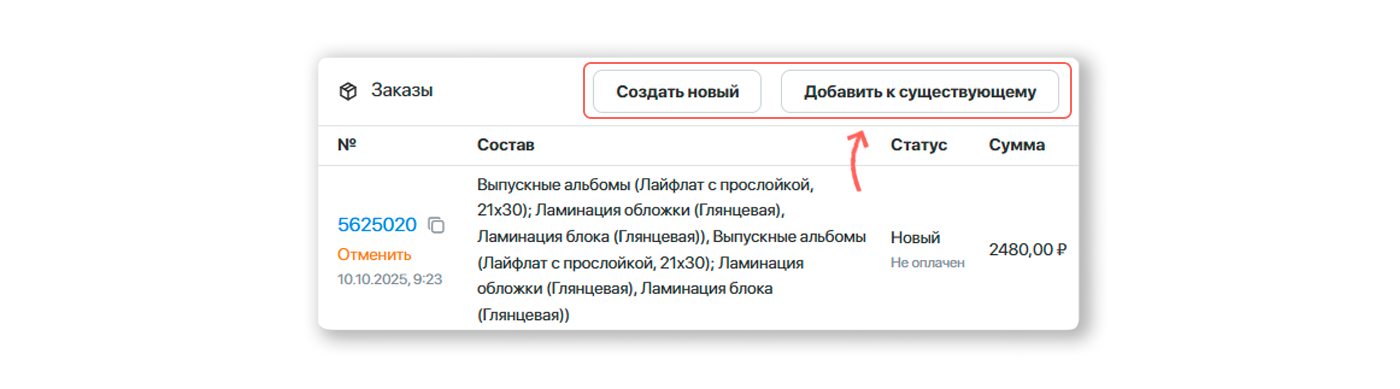 Заказы
Создать новый
Добавить к существующему
№
Состав
Статус
Сумма
5625020
Отменить
10.10.2025, 9:23
Выпускные альбомы (Лайфлат с прослойкой,
21х30); Ламинация обложки (Глянцевая),
Ламинация блока (Глянцевая)), Выпускные альбомы
(Лайфлат с прослойкой, 21х30); Ламинация
обложки (Глянцевая), Ламинация блока
(Глянцевая))
Новый
Не оплачен
2480,00 ₽